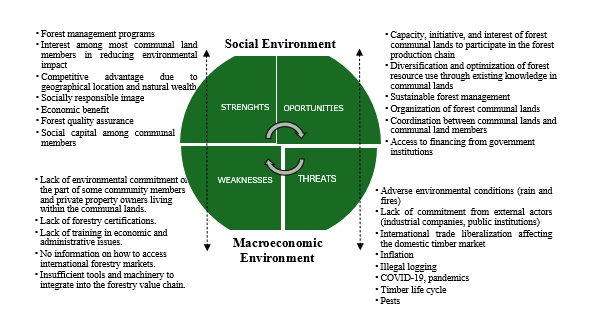 • Forest management programs
• Interest among most communal land
members in reducing environmental
impact
• Competitive advantage due to
geographical location and natural wealth
• Socially responsible image
• Economic benefit
• Forest quality assurance
• Social capital among communal
members
Social Environment
• Capacity, initiative, and interest of forest
communal lands to participate in the forest
production chain
• Diversification and optimization of forest
resource use through existing knowledge in
communal lands
• Sustainable forest management
• Organization of forest communal lands
• Coordination between communal lands and
communal land members
• Access to financing from government
institutions
STRENGHTS
OPORTUNITIES
WEAKNESSES
THREATS
• Lack of environmental commitment on
the part of some community members
and private property owners living
within the communal lands.
• Lack of forestry certifications.
• Lack of training in economic and
administrative issues.
• No information on how to access
international forestry markets.
• Insufficient tools and machinery to
integrate into the forestry value chain.
Macroeconomic
Environment
• Adverse environmental conditions (rain and
fires)
• Lack of commitment from external actors
(industrial companies, public institutions)
• International trade liberalization affecting
the domestic timber market
• Inflation
• Illegal logging
• COVID-19, pandemics
• Timber life cycle
• Pests